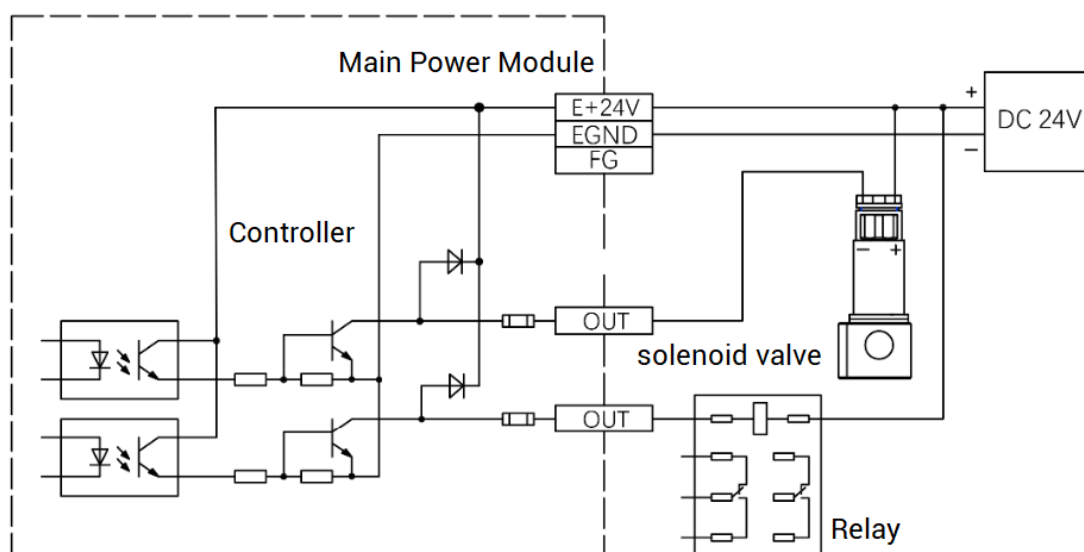 Main Power Module
E+24V
+
DC 24V
EGND
−
FG
Controller
− +
OUT
solenoid valve
OUT
Relay